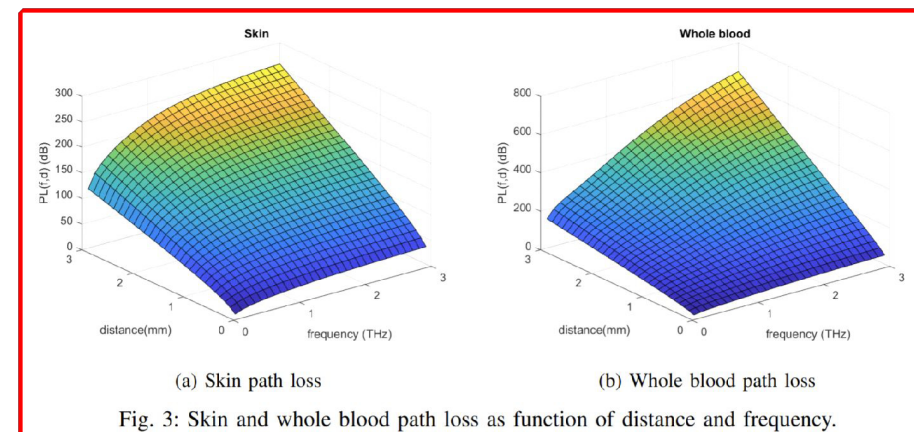 Skin
300
250
200
150
100
50
0
PL(f,d) (dB)
3
2
1
0
distance(mm)
0
1
2
3
frequency (THz)
(a) Skin path loss
Whole blood
800
600
400
200
0
PL(f,d) (dB)
3
2
1
0
distance(mm)
0
1
2
3
frequency (THz)
(b) Whole blood path loss
Fig. 3: Skin and whole blood path loss as function of distance and frequency.